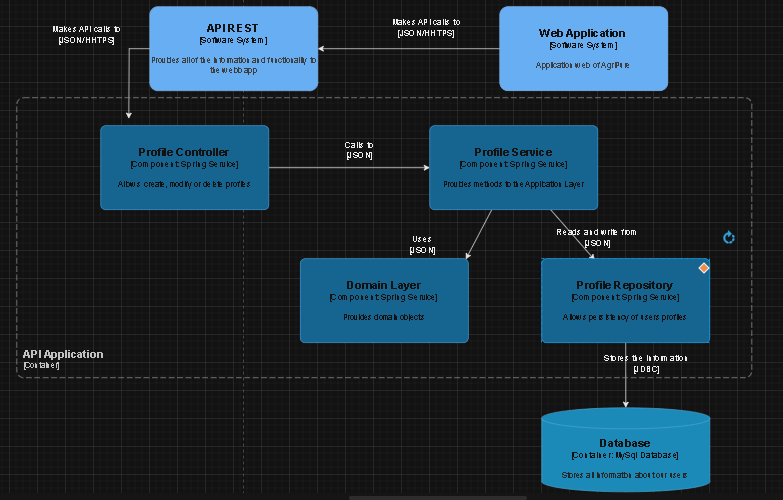 API REST
[Software System]
Provides all of the information and functionality to
the webb app
Makes API calls to
[JSON/HHTPS]
Web Application
[Software System]
Application web of AgriPure
Makes API calls to
[JSON/HHTPS]
Profile Controller
[Component: Spring Service]
Allows create, modify or delete profiles
Calls to
[JSON]
Profile Service
[Component: Spring Service]
Provides methods to the Application Layer
Uses
[JSON]
Reads and write from
[JSON]
Domain Layer
[Component: Spring Service]
Provides domain objects
Profile Repository
[Component: Spring Service]
Allows persistency of users profiles
API Application
[Container]
Stores the information
[JDBC]
Database
[Container: MySql Database]
Stores all information about our users